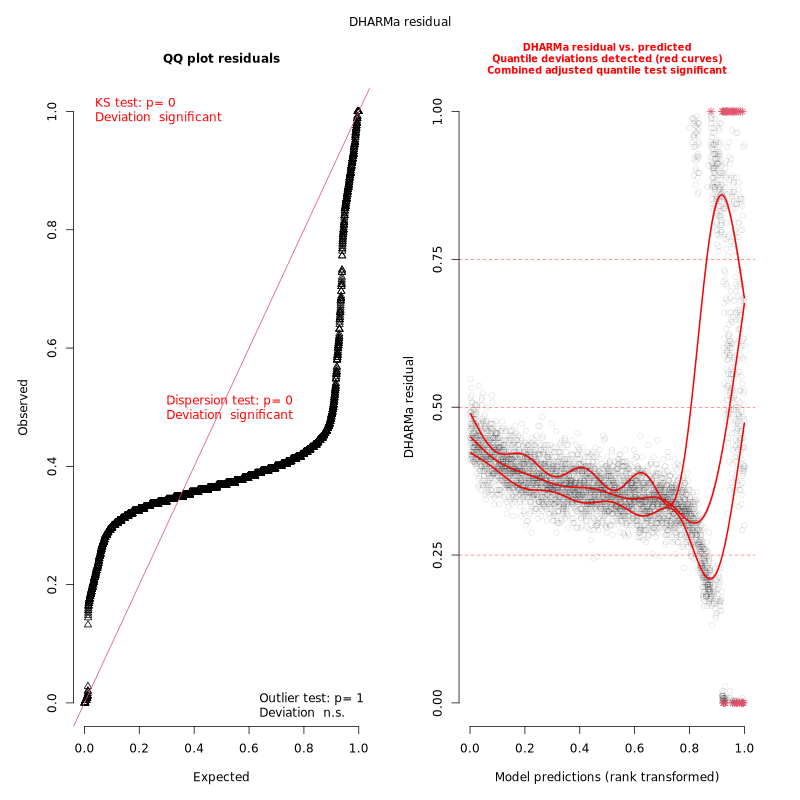 DHARMa residual
QQ plot residuals
KS test: p= 0
Deviation  significant
Dispersion test: p= 0
Deviation  significant
Outlier test: p= 1
Deviation  n.s.
Observed
0.0
0.2
0.4
0.6
0.8
1.0
0.0
0.2
0.4
0.6
0.8
1.0
Expected
DHARMa residual vs. predicted
Quantile deviations detected (red curves)
Combined adjusted quantile test significant
DHARMa residual
0.00
0.25
0.50
0.75
1.00
0.0
0.2
0.4
0.6
0.8
1.0
Model predictions (rank transformed)